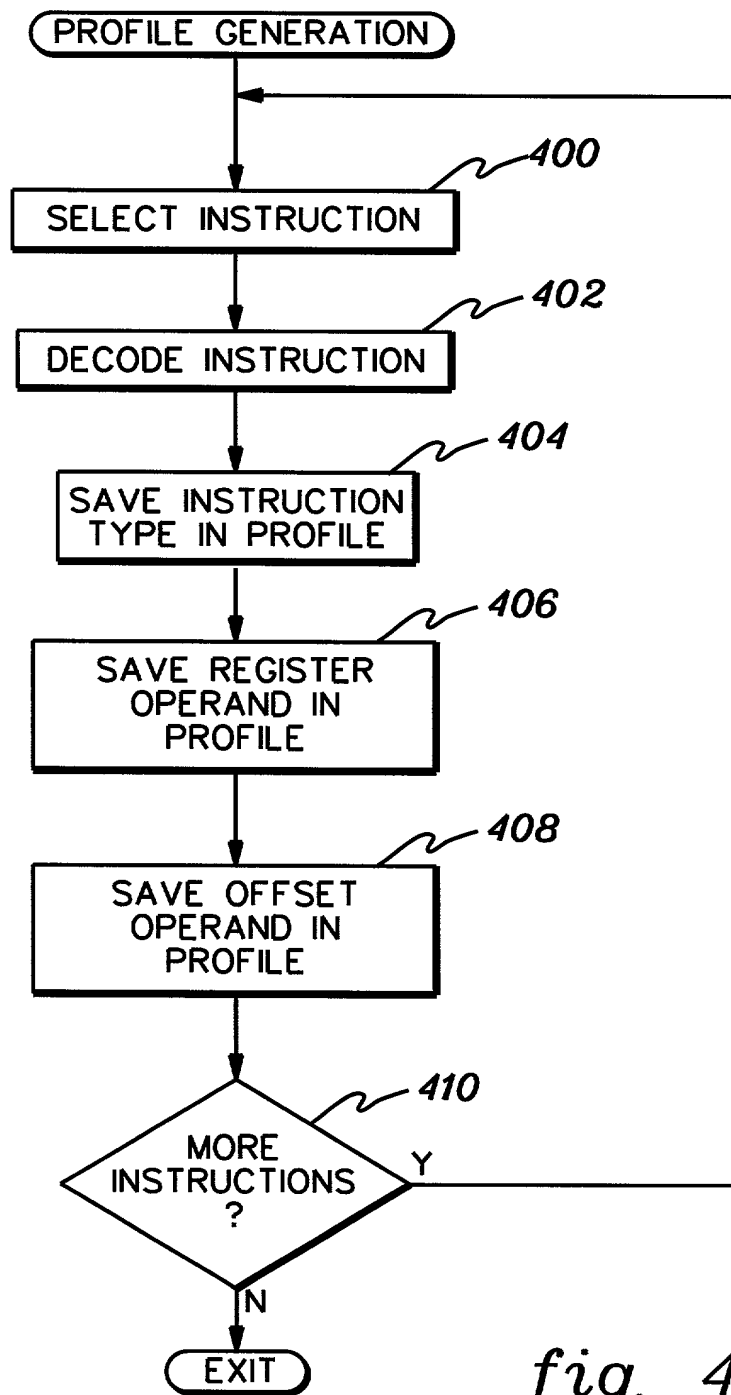 PROFILE GENERATION
400
SELECT INSTRUCTION
402
DECODE INSTRUCTION
404
SAVE INSTRUCTION
TYPE IN PROFILE
406
SAVE REGISTER
OPERAND IN
PROFILE
408
SAVE OFFSET
OPERAND IN
PROFILE
410
MORE
INSTRUCTIONS
?
Y
N
EXIT
fig. 4